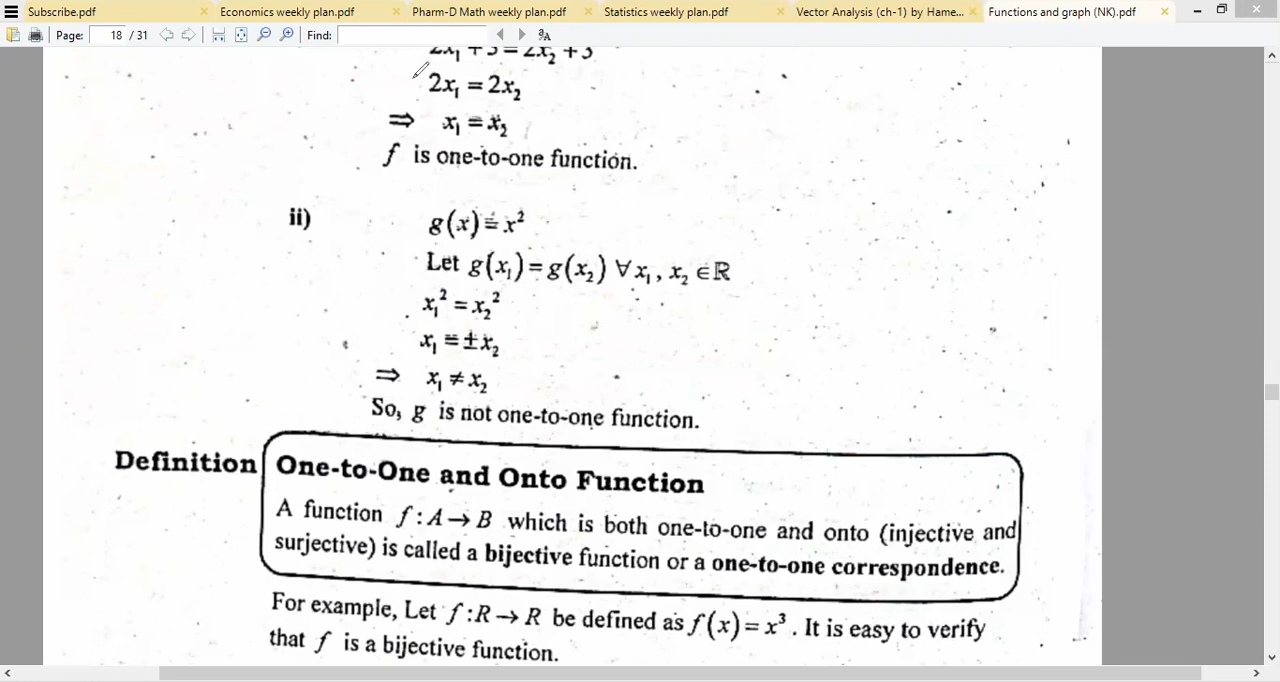 Subscribe.pdf Economics weekly plan.pdf Pharm-D Math weekly plan.pdf Statistics weekly plan.pdf Vector Analysis (ch-1) by Hame... Functions and graph (NK).pdf
Page: 18 / 31 Find:
2x₁ + 3 = 2x₂ + 3
2x₁ = 2x₂
⇒ x₁ = x₂
f is one-to-one function.
ii) g(x) = x²
Let g(x₁) = g(x₂) ∀ x₁, x₂ ∈ ℝ
x₁² = x₂²
x₁ = ±x₂
⇒ x₁ ≠ x₂
So, g is not one-to-one function.
Definition One-to-One and Onto Function
A function f : A → B which is both one-to-one and onto (injective and
surjective) is called a bijective function or a one-to-one correspondence.
For example, Let f : R → R be defined as f(x) = x³. It is easy to verify
that f is a bijective function.